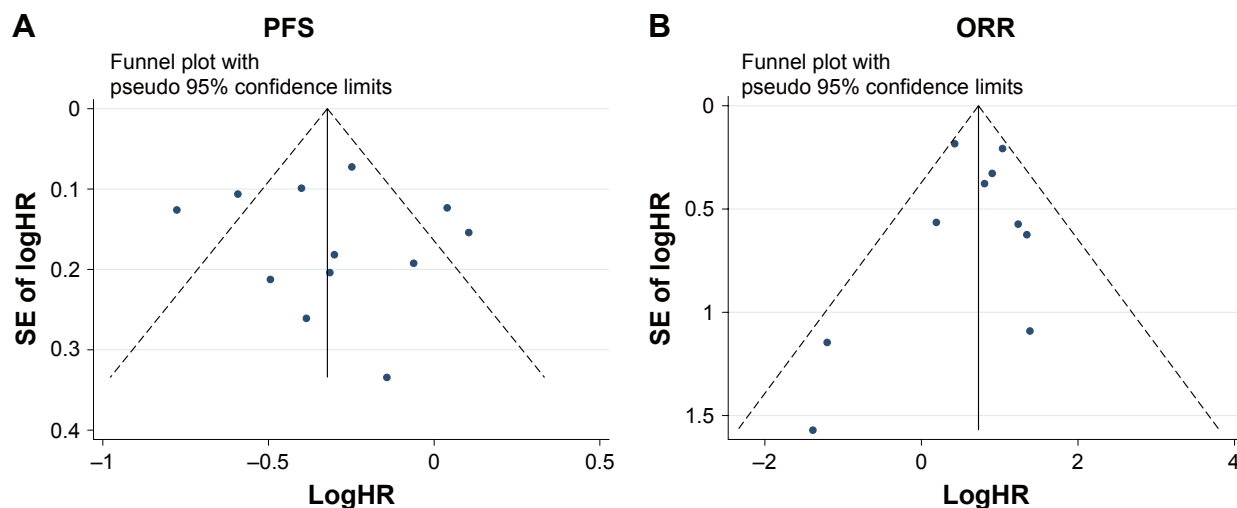 A
PFS
Funnel plot with
pseudo 95% confidence limits
0
0.1
0.2
0.3
0.4
SE of logHR
–1
–0.5
0
0.5
LogHR
B
ORR
Funnel plot with
pseudo 95% confidence limits
0
0.5
1
1.5
SE of logHR
–2
0
2
4
LogHR